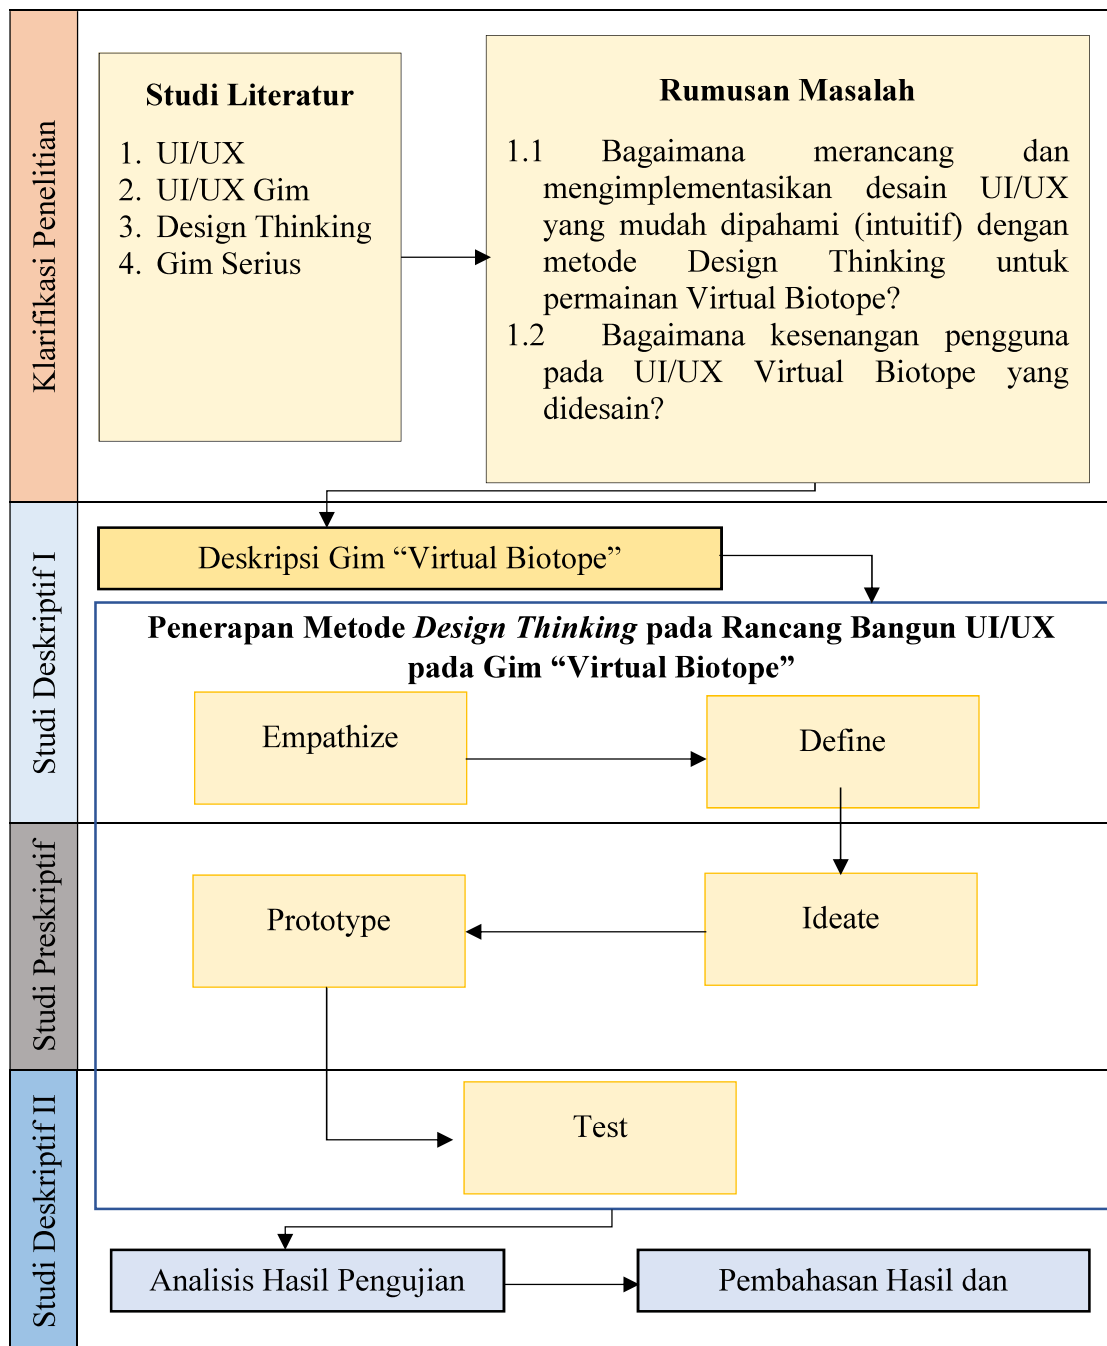 Klarifikasi Penelitian
Studi Literatur
1. UI/UX
2. UI/UX Gim
3. Design Thinking
4. Gim Serius
Rumusan Masalah
1.1 Bagaimana merancang dan
mengimplementasikan desain UI/UX
yang mudah dipahami (intuitif) dengan
metode Design Thinking untuk
permainan Virtual Biotope?
1.2 Bagaimana kesenangan pengguna
pada UI/UX Virtual Biotope yang
didesain?
Studi Deskriptif I
Deskripsi Gim “Virtual Biotope”
Penerapan Metode Design Thinking pada Rancang Bangun UI/UX
pada Gim “Virtual Biotope”
Empathize
Define
Studi Preskriptif
Prototype
Ideate
Studi Deskriptif II
Test
Analisis Hasil Pengujian
Pembahasan Hasil dan